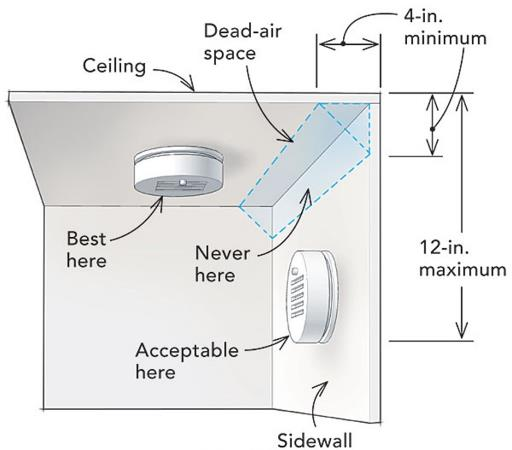 4-in.
minimum
Dead-air
space
Ceiling
Best
here
Never
here
12-in.
maximum
Acceptable
here
Sidewall